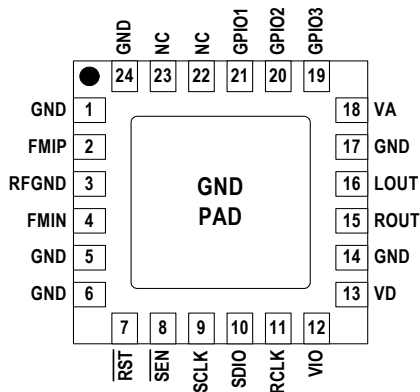 GND
NC
NC
GPIO1
GPIO2
GPIO3
24 23 22 21 20 19
GND 1
FMIP 2
RFGND 3
FMIN 4
GND 5
GND 6
GND
PAD
18 VA
17 GND
16 LOUT
15 ROUT
14 GND
13 VD
7 8 9 10 11 12
RST
SEN
SCLK
SDIO
RCLK
VIO